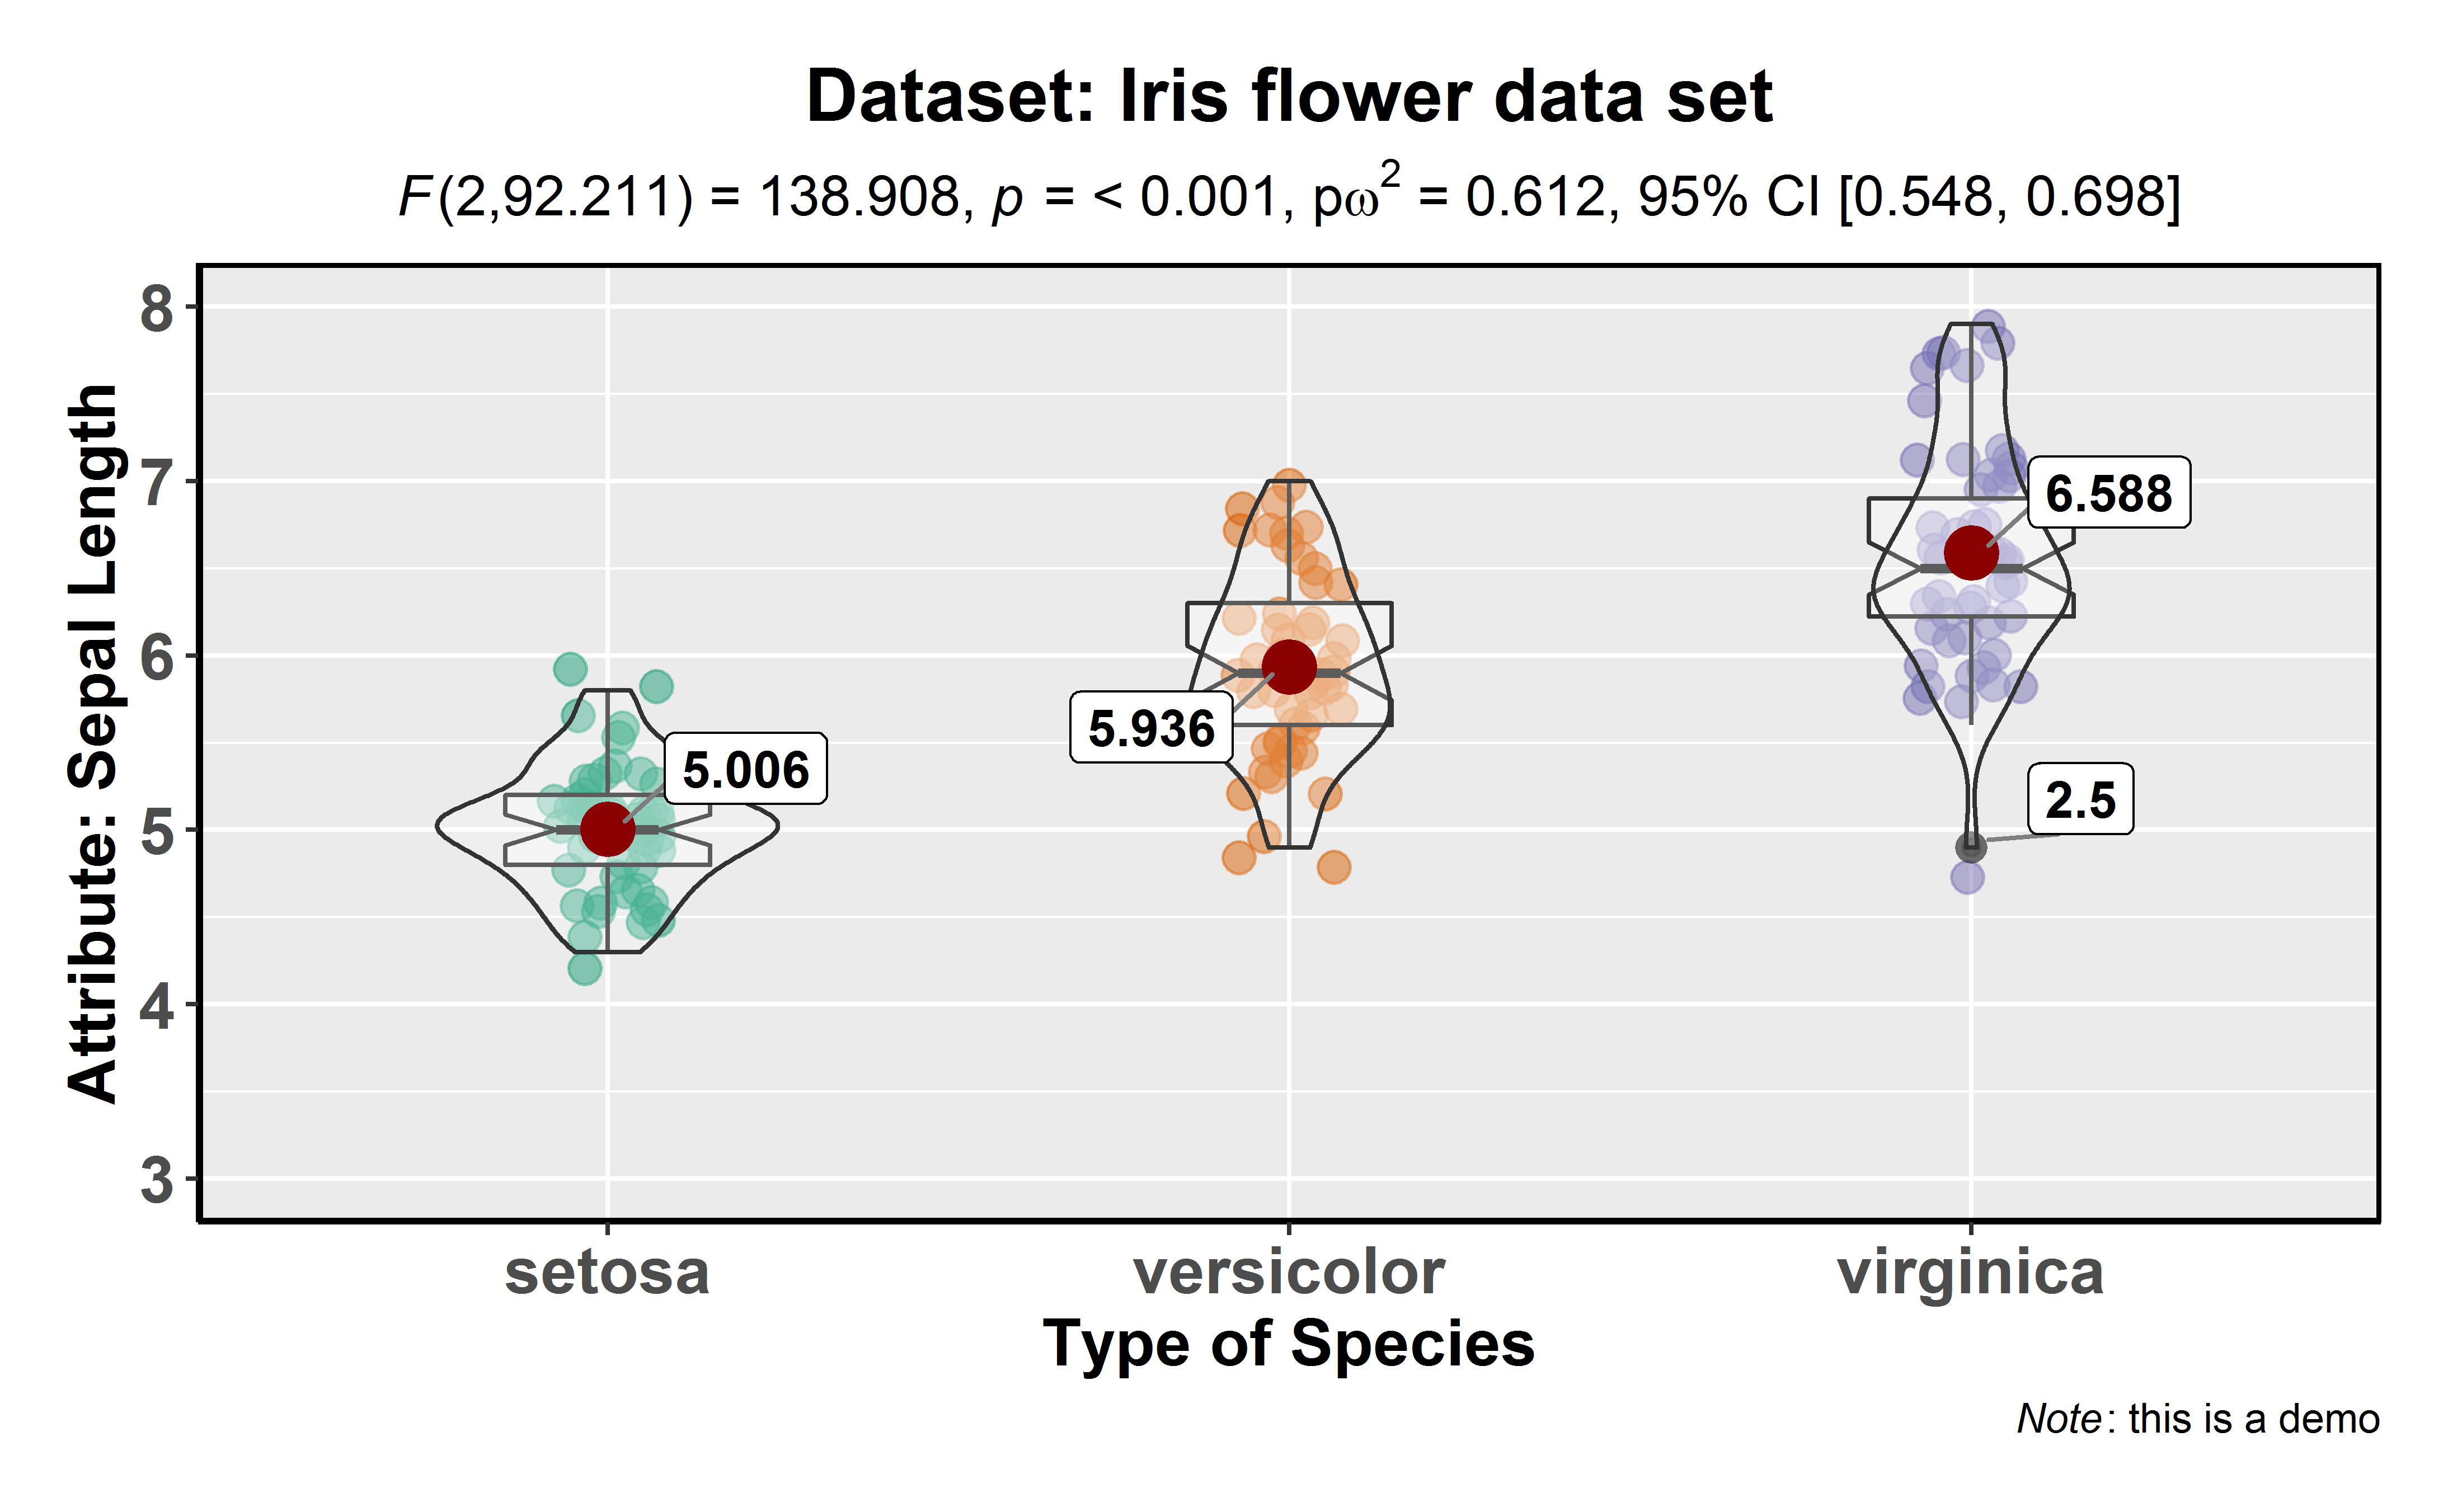 Dataset: Iris flower data set
F(2,92.211) = 138.908, p = < 0.001, pω² = 0.612, 95% CI [0.548, 0.698]
Attribute: Sepal Length
8
7
6
5
4
3
6.588
5.936
5.006
2.5
setosa versicolor virginica
Type of Species
Note: this is a demo